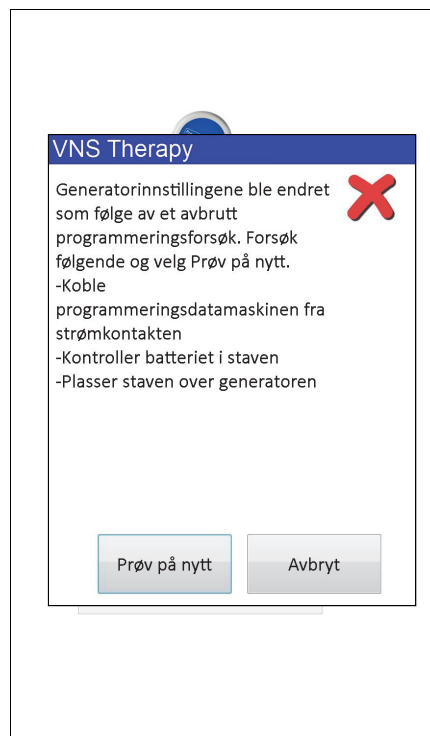 VNS Therapy
Generatorinnstillingene ble endret
som følge av et avbrutt
programmeringsforsøk. Forsøk
følgende og velg Prøv på nytt.
-Koble
programmeringsdatamaskinen fra
strømkontakten
-Kontroller batteriet i staven
-Plasser staven over generatoren
Prøv på nytt
Avbryt